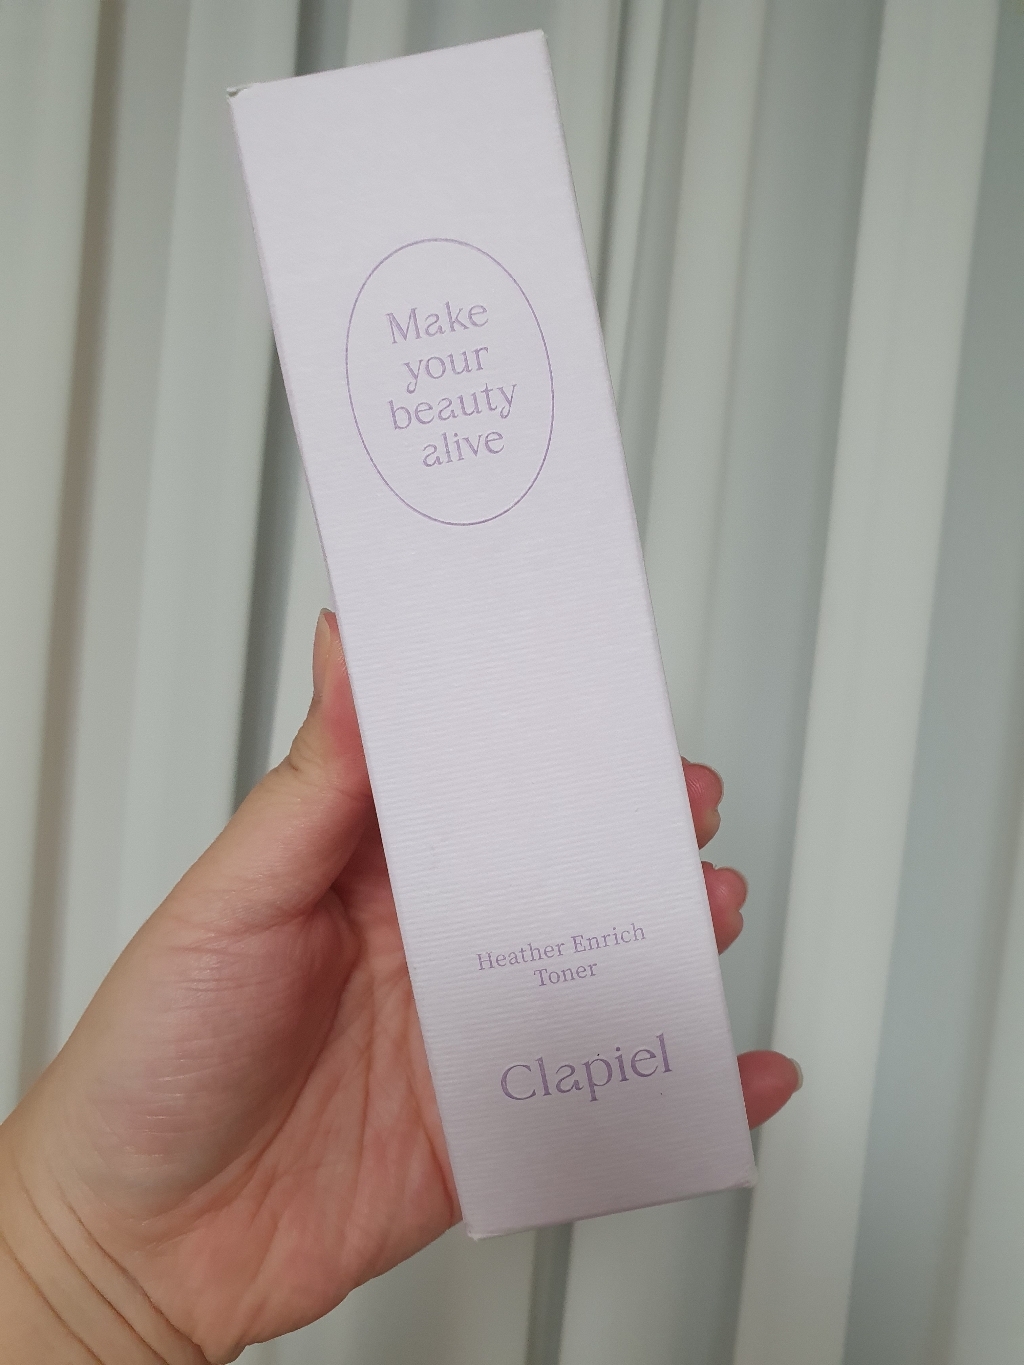 Make
your
beauty
alive
Heather Enrich
Toner
Clapiel